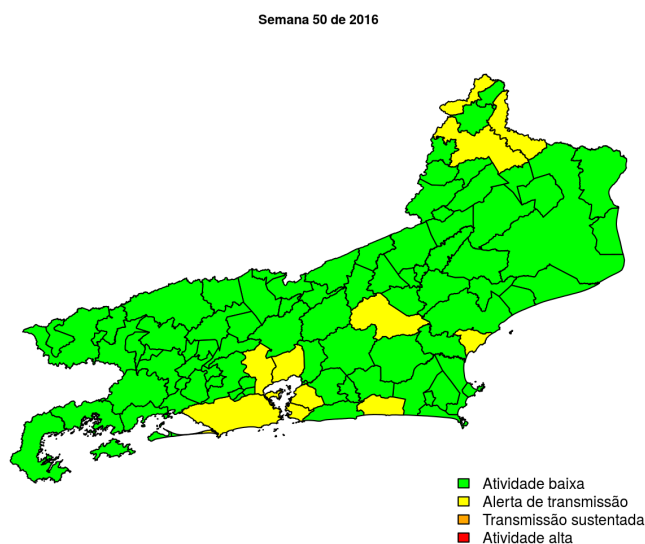 Semana 50 de 2016
Atividade baixa
Alerta de transmissão
Transmissão sustentada
Atividade alta